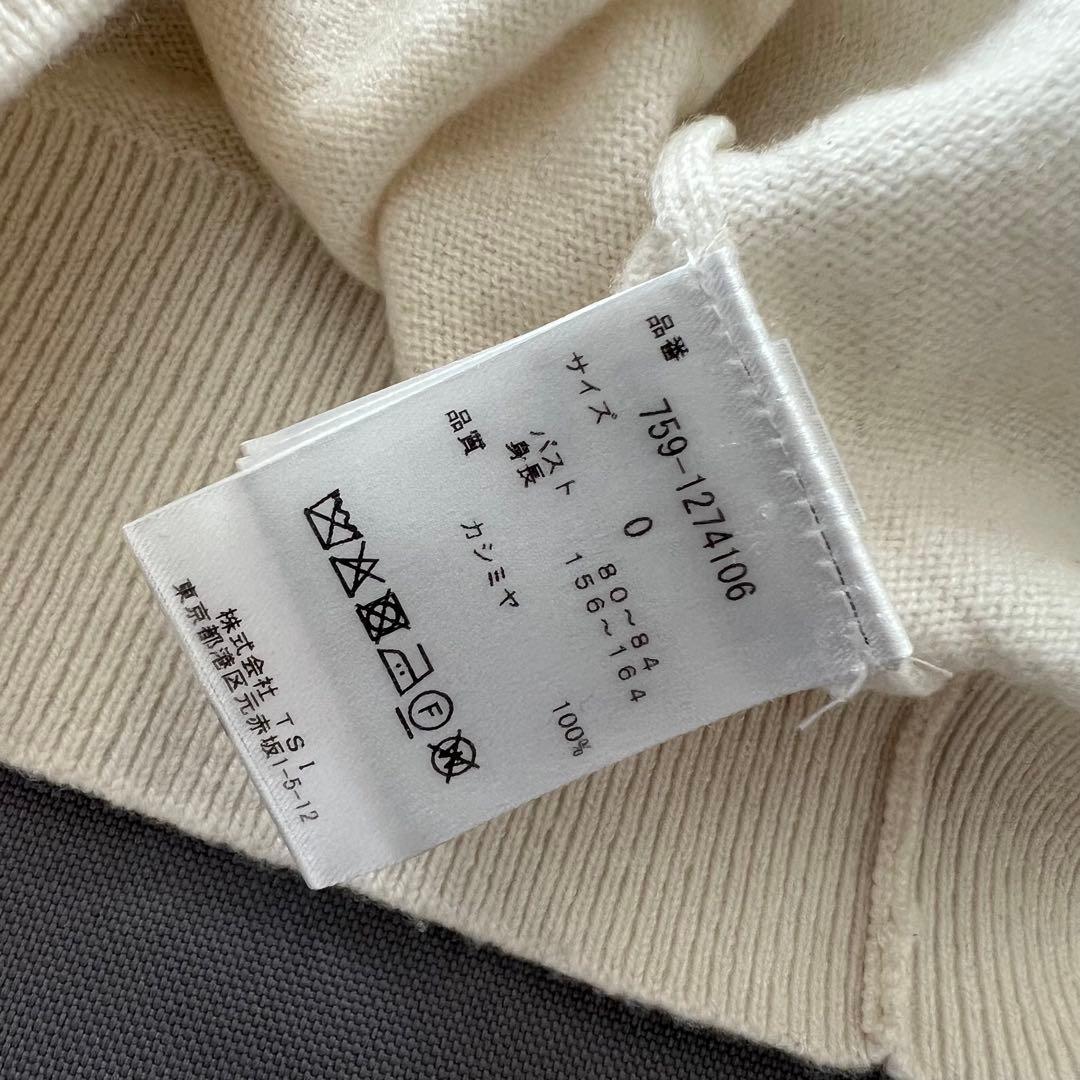 品番 759-1274106
サイズ 0
バスト 80~84
身長 156~164
品質 カシミヤ 100%
F
株式会社 TSI
東京都港区元赤坂1-5-12